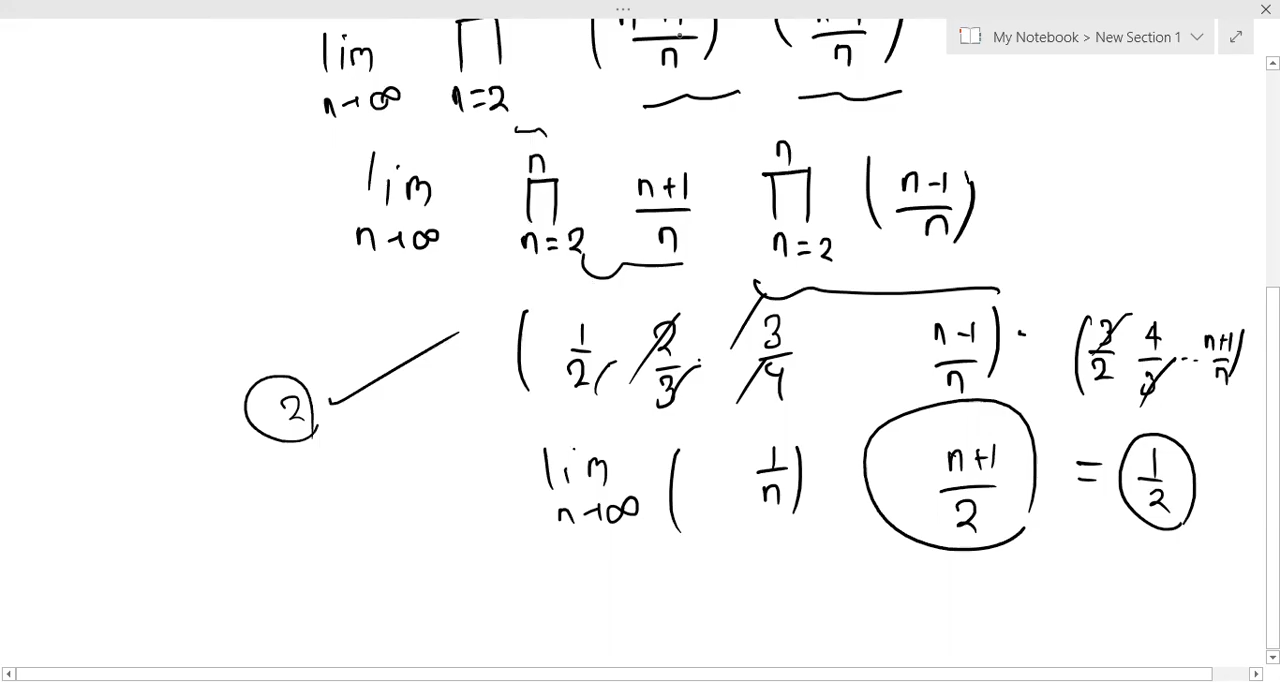 My Notebook > New Section 1
lim ∏ ( n ) ( n )
n→∞ n=2
lim n∏ n+1/n n∏ (n-1/n)
n→∞ n=2 n=2
( 1/2 2/3 · 3/4 n-1/n) · (3/2 4/3 ... n+1/n)
2
lim ( 1/n) n+1/2 = 1/2
n→∞